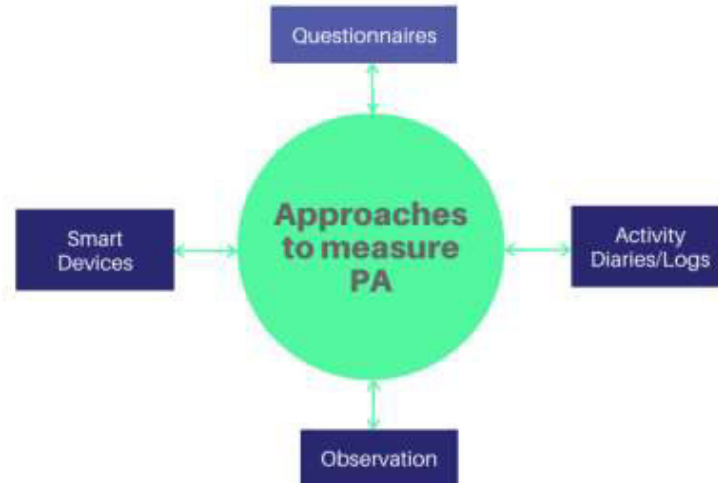 Questionnaires
Approaches
to measure
PA
Smart
Devices
Activity
Diaries/Logs
Observation